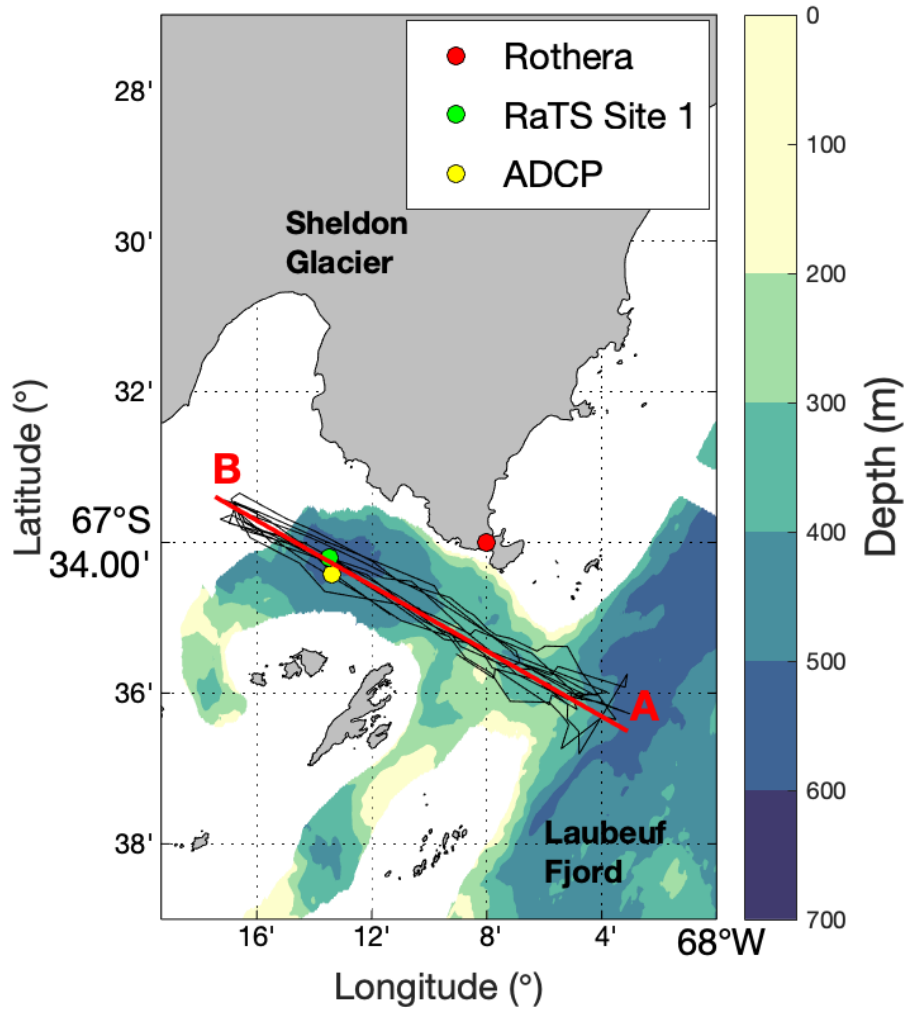 Rothera
RaTS Site 1
ADCP
Sheldon
Glacier
B
A
Laubeuf
Fjord
28'
30'
32'
67°S
34.00'
36'
38'
Latitude (°)
16'
12'
8'
4'
68°W
Longitude (°)
0
100
200
300
400
500
600
700
Depth (m)